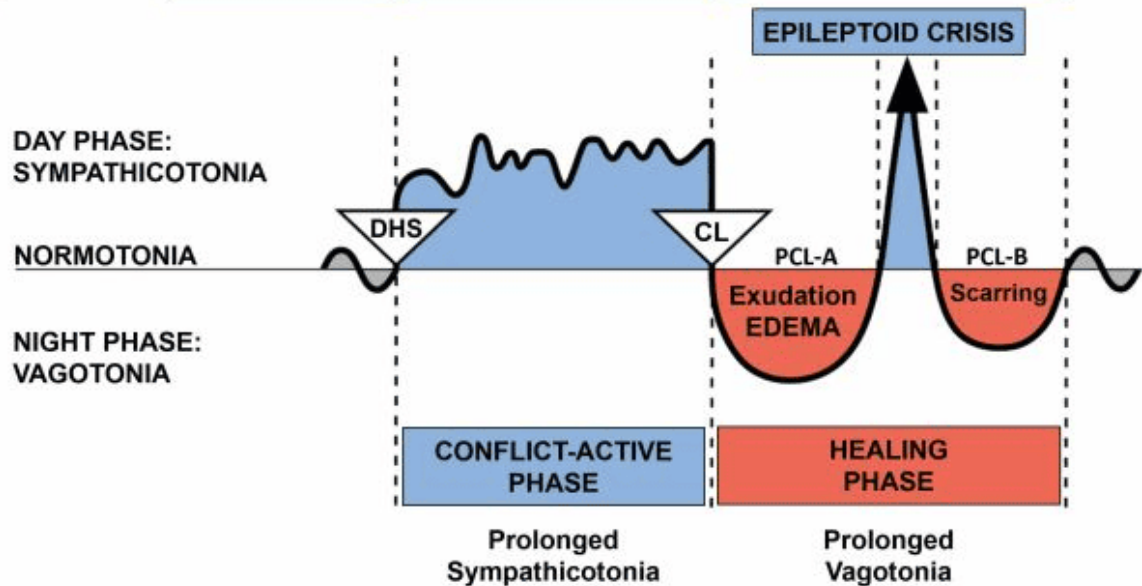 EPILEPTOID CRISIS
DAY PHASE:
SYMPATHICOTONIA
DHS
CL
NORMOTONIA
PCL-A
PCL-B
Exudation
EDEMA
Scarring
NIGHT PHASE:
VAGOTONIA
CONFLICT-ACTIVE
PHASE
HEALING
PHASE
Prolonged
Sympathicotonia
Prolonged
Vagotonia